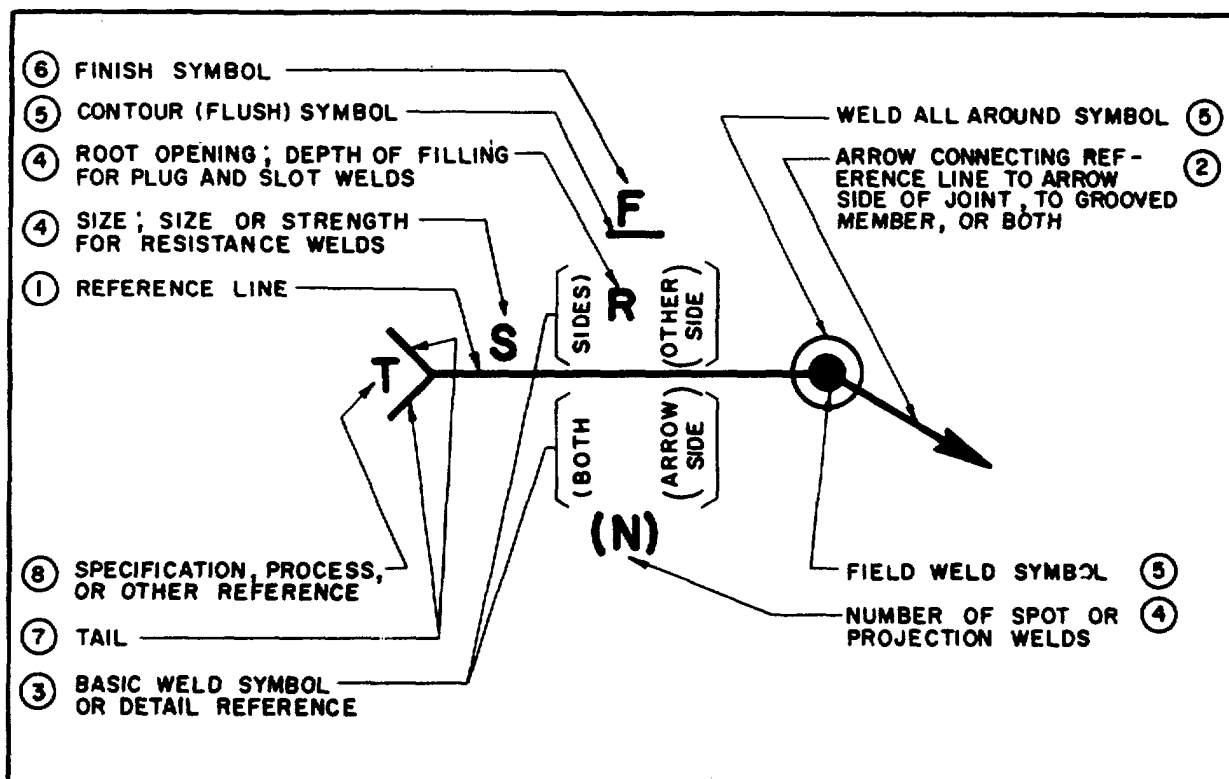 6 FINISH SYMBOL
5 CONTOUR (FLUSH) SYMBOL
4 ROOT OPENING; DEPTH OF FILLING
FOR PLUG AND SLOT WELDS
4 SIZE; SIZE OR STRENGTH
FOR RESISTANCE WELDS
1 REFERENCE LINE
F
R
S
T
(SIDES)
(OTHER
SIDE)
(BOTH
(ARROW
SIDE)
(N)
WELD ALL AROUND SYMBOL 5
ARROW CONNECTING REF-
ERENCE LINE TO ARROW 2
SIDE OF JOINT, TO GROOVED
MEMBER, OR BOTH
8 SPECIFICATION, PROCESS,
OR OTHER REFERENCE
7 TAIL
3 BASIC WELD SYMBOL
OR DETAIL REFERENCE
FIELD WELD SYMBOL 5
NUMBER OF SPOT OR 4
PROJECTION WELDS